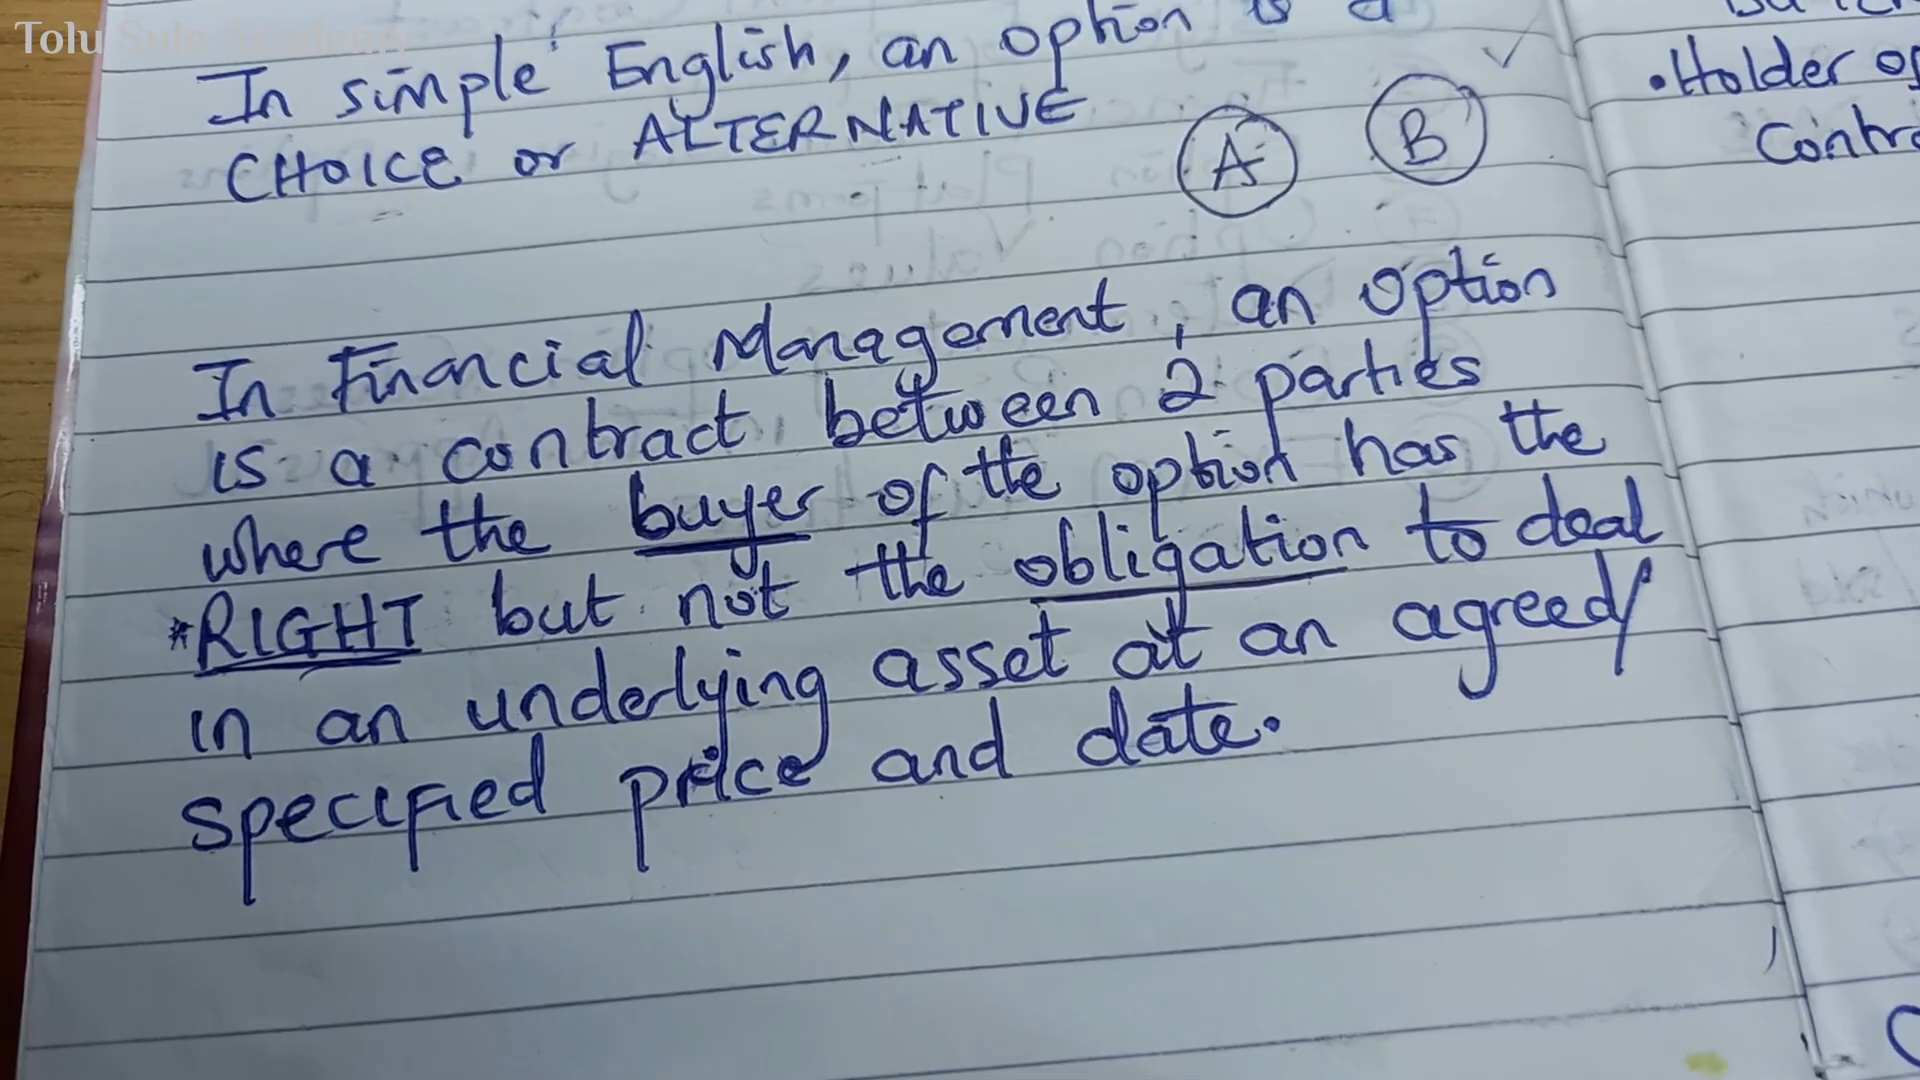 Tolu Sule Academy
In simple English, an option is a
CHOICE or ALTERNATIVE
A B
In Financial Management, an option
is a contract between 2 parties
where the buyer of the option has the
*RIGHT but not the obligation to deal
in an underlying asset at an agreed/
specified price and date.
•Holder of